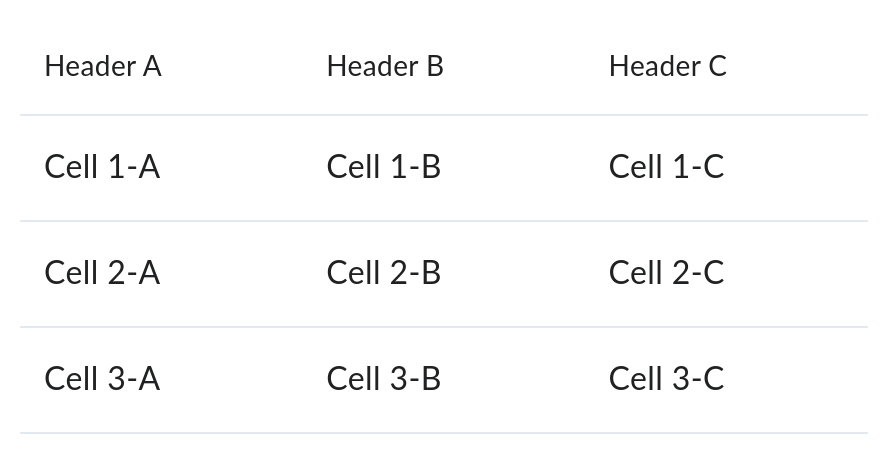 Header A Header B Header C
Cell 1-A Cell 1-B Cell 1-C
Cell 2-A Cell 2-B Cell 2-C
Cell 3-A Cell 3-B Cell 3-C